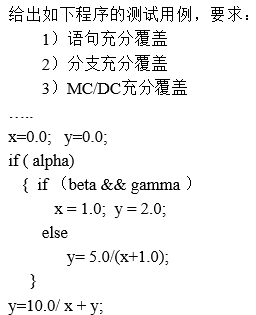 给出如下程序的测试用例，要求：
1）语句充分覆盖
2）分支充分覆盖
3）MC/DC充分覆盖
…..
x=0.0;   y=0.0;
if ( alpha)
{  if （beta && gamma ）
x = 1.0;  y = 2.0;
else
y= 5.0/(x+1.0);
}
y=10.0/ x + y;